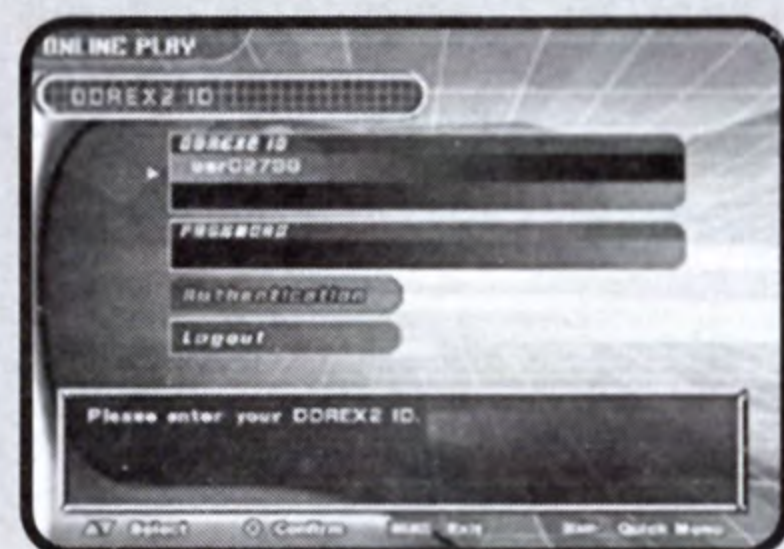 ONLINE PLAY
DDREX2 ID
DDREX2 ID
PASSWORD
Authentication
Logout
Please enter your DDREX2 ID.
Select Confirm Exit Quick Menu